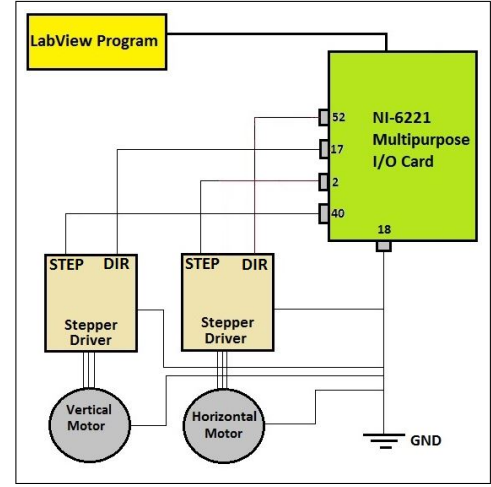 LabView Program
NI-6221
Multipurpose
I/O Card
52
17
2
40
18
STEP DIR
Stepper
Driver
STEP DIR
Stepper
Driver
Vertical
Motor
Horizontal
Motor
GND